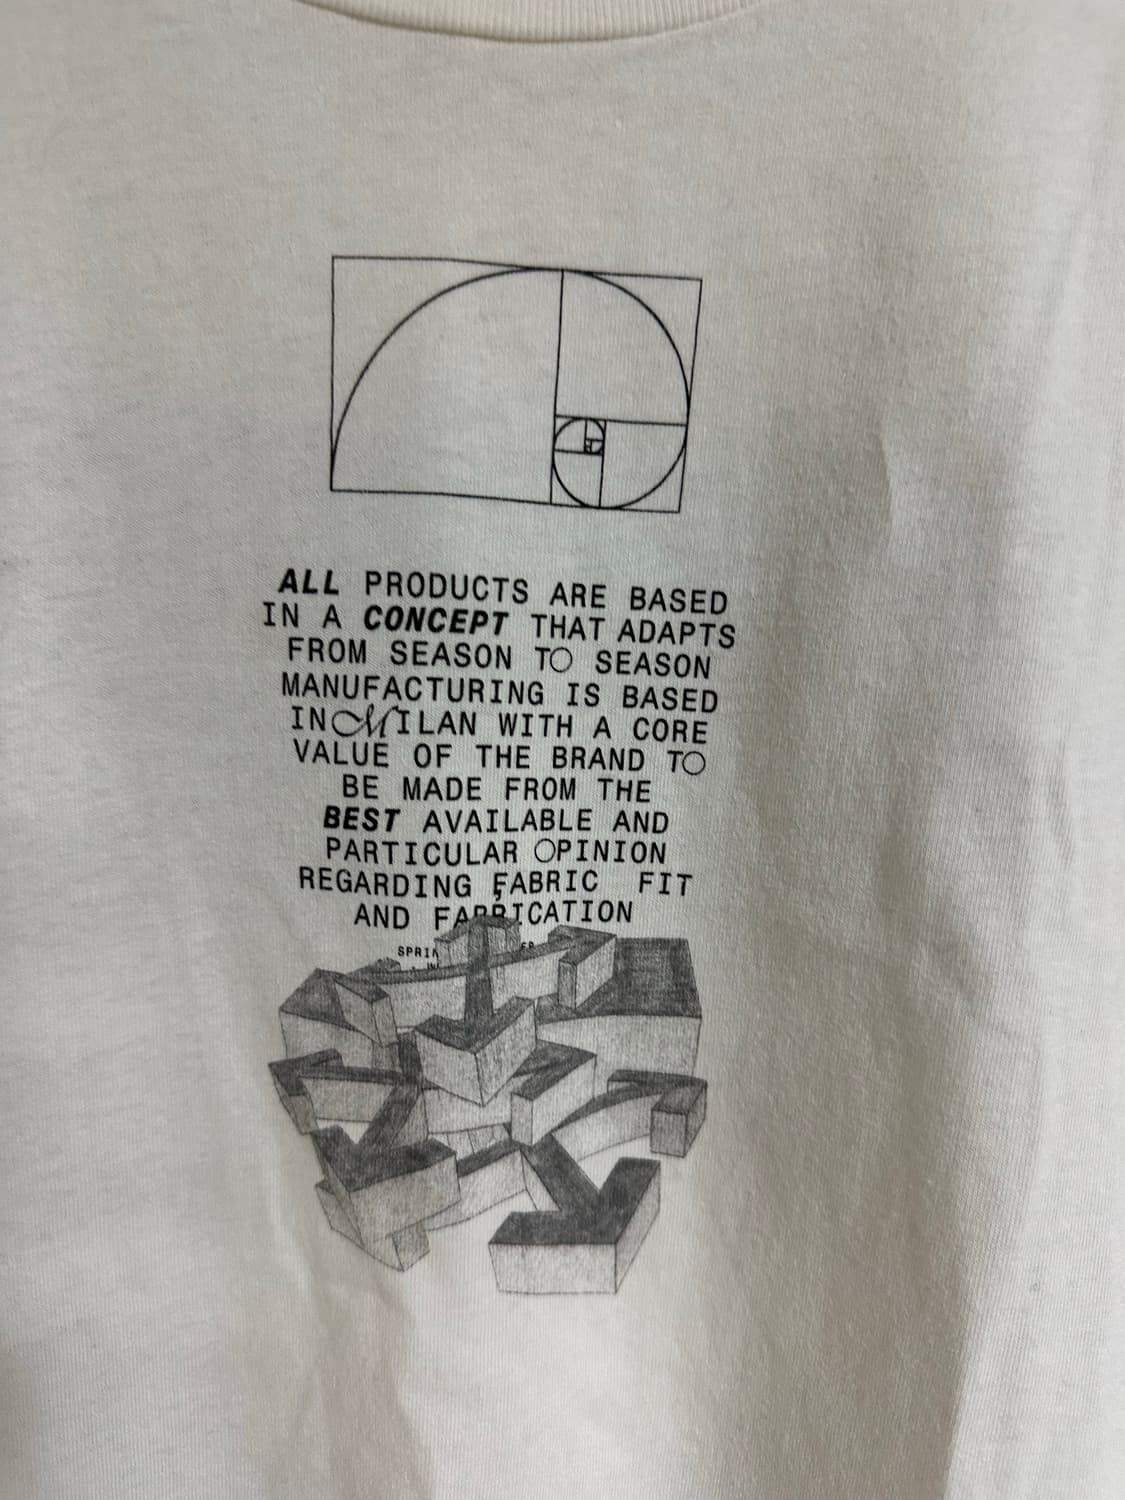 ALL PRODUCTS ARE BASED
IN A CONCEPT THAT ADAPTS
FROM SEASON TO SEASON
MANUFACTURING IS BASED
IN MILAN WITH A CORE
VALUE OF THE BRAND TO
BE MADE FROM THE
BEST AVAILABLE AND
PARTICULAR OPINION
REGARDING FABRIC FIT
AND FABRICATION